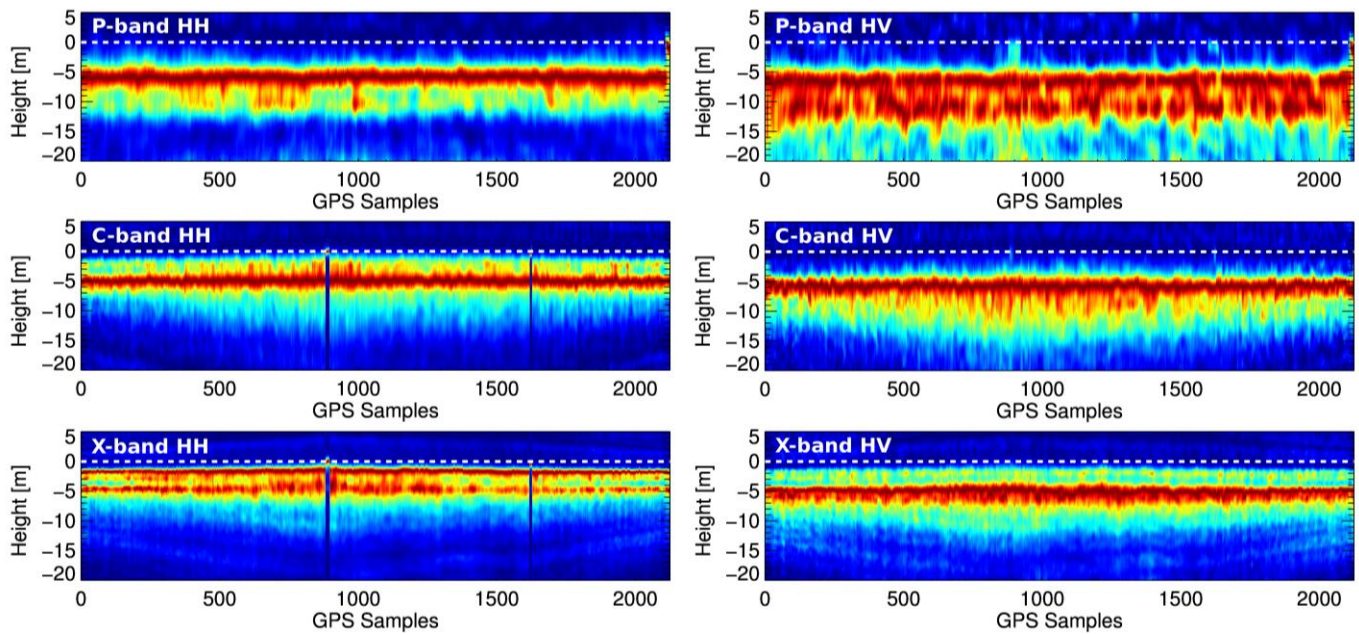 P-band HH
Height [m]
5
0
−5
−10
−15
−20
0 500 1000 1500 2000
GPS Samples
P-band HV
Height [m]
5
0
−5
−10
−15
−20
0 500 1000 1500 2000
GPS Samples
C-band HH
Height [m]
5
0
−5
−10
−15
−20
0 500 1000 1500 2000
GPS Samples
C-band HV
Height [m]
5
0
−5
−10
−15
−20
0 500 1000 1500 2000
GPS Samples
X-band HH
Height [m]
5
0
−5
−10
−15
−20
0 500 1000 1500 2000
GPS Samples
X-band HV
Height [m]
5
0
−5
−10
−15
−20
0 500 1000 1500 2000
GPS Samples